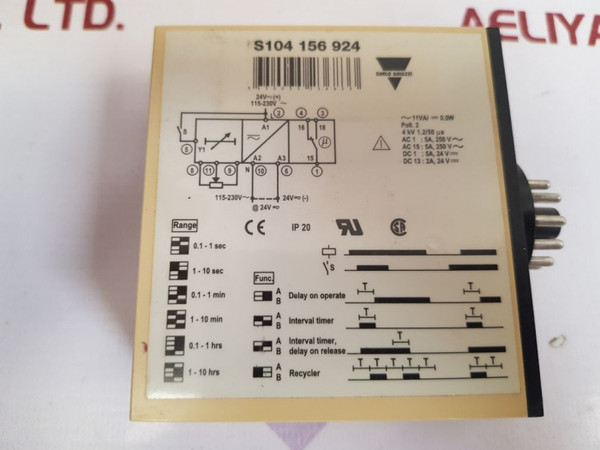 LTD.
AELIYA
S104 156 924
CARLO GAVAZZI
24V ⎓ (+)
115-230V ~
L
2
4
3
A1
16
18
S
5
Y1
µ
15
A2
A3
8
11
9
N
10
6
1
115-230V~
24V (-)
@ 24V
~ 11VA/ ⎓ 0,9W
Poll. 2
4 kV 1.2/50 µs
AC 1 : 5A, 250 V~
AC 15 : 5A, 250 V~
DC 1 : 5A, 24 V⎓
DC 13 : 2A, 24 V⎓
Range
CE
IP 20
0.1 - 1 sec
S
1 - 10 sec
Func.
0.1 - 1 min
A
B
Delay on operate
T
T
1 - 10 min
A
B
Interval timer
T
T
0.1 - 1 hrs
A
B
Interval timer,
delay on release
T
1 - 10 hrs
A
B
Recycler
T T T T T
T T